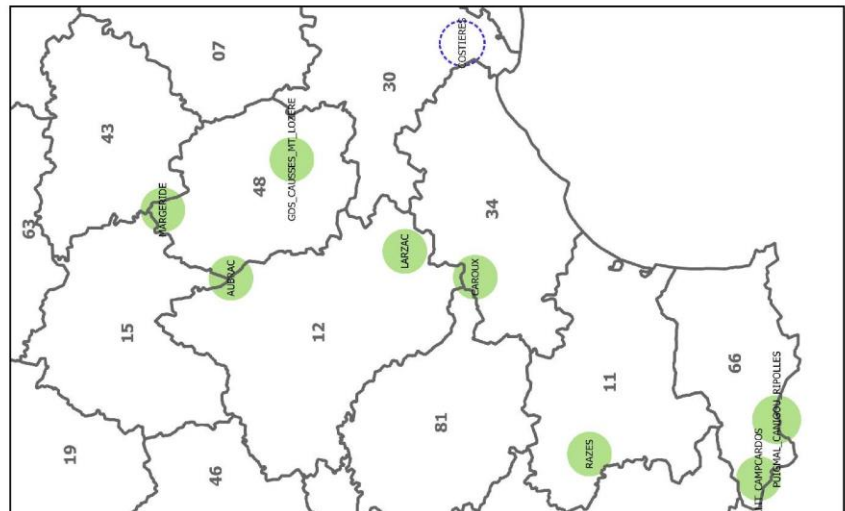 63
19
43
15
MARGERIDE
46
07
AUBRAC
48
GDS_CAUSSES_MT_LOZERE
12
30
LARZAC
81
COSTIERES
CAROUX
34
RAZES
11
66
MT_CAMPCARDOS
PUIGMAL_CANIGOU_RIPOLLES